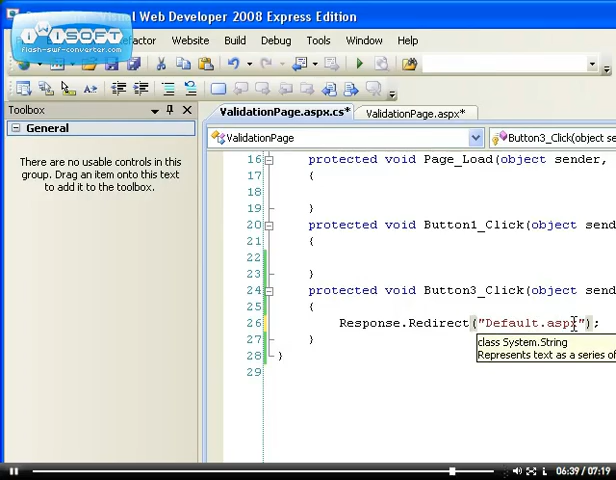 Visual Web Developer 2008 Express Edition
iWiSOFT
flash-swf-converter.com
Website Build Debug Tools Window Help
Toolbox
General
There are no usable controls in this
group. Drag an item onto this text
to add it to the toolbox.
ValidationPage.aspx.cs* ValidationPage.aspx*
ValidationPage Button3_Click(object se
16 protected void Page_Load(object sender,
17 {
18
19 }
20 protected void Button1_Click(object send
21 {
22
23 }
24 protected void Button3_Click(object send
25 {
26 Response.Redirect("Default.aspx");
27 }
28 }
29
class System.String
Represents text as a series of
06:39 / 07:19